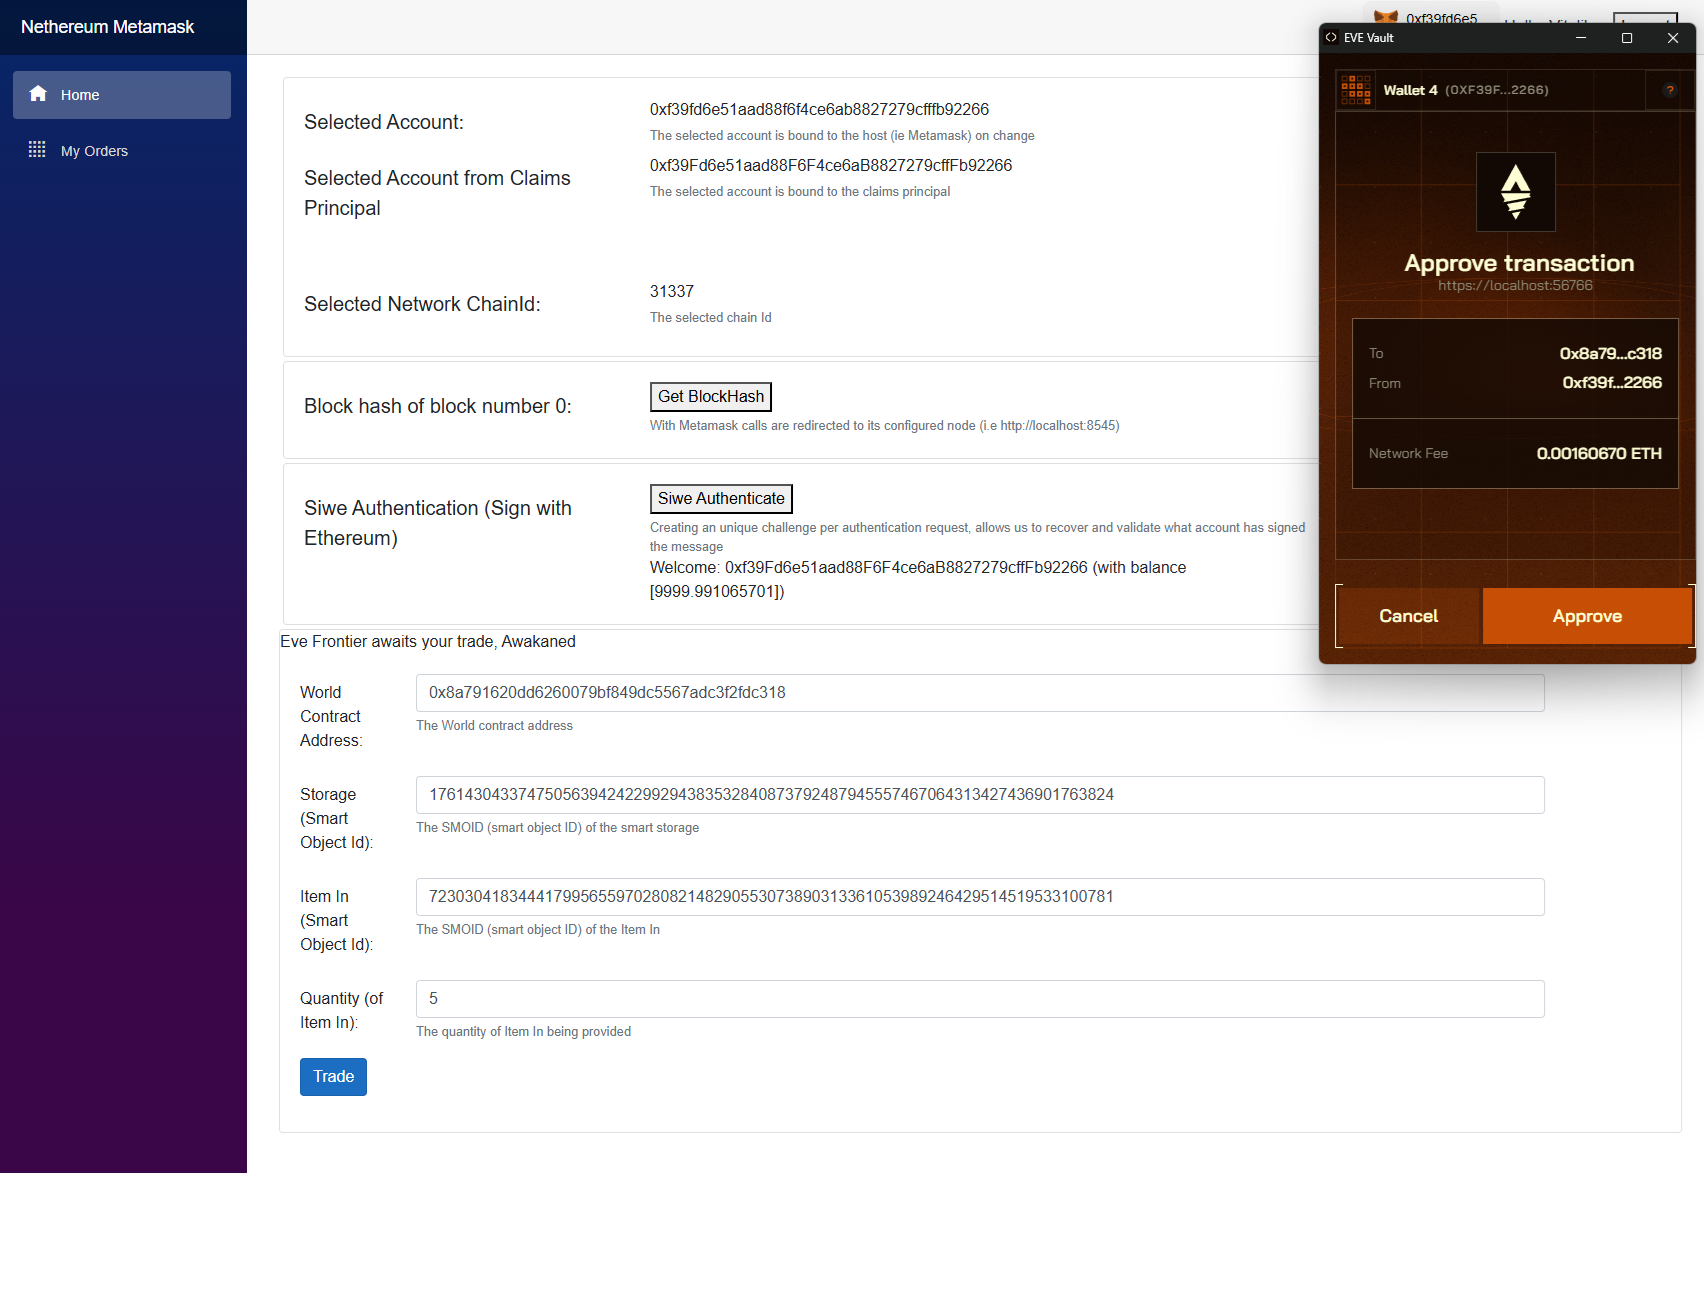 Nethereum Metamask
Home
My Orders
0xf39fd6e5
EVE Vault
Wallet 4 (0XF39F...2266)
?
Approve transaction
https://localhost:56766
To 0x8a79...c318
From 0xf39f...2266
Network Fee 0.00160670 ETH
Cancel
Approve
Selected Account:
0xf39fd6e51aad88f6f4ce6ab8827279cfffb92266
The selected account is bound to the host (ie Metamask) on change
Selected Account from Claims
Principal
0xf39Fd6e51aad88F6F4ce6aB8827279cffFb92266
The selected account is bound to the claims principal
Selected Network ChainId:
31337
The selected chain Id
Block hash of block number 0:
Get BlockHash
With Metamask calls are redirected to its configured node (i.e http://localhost:8545)
Siwe Authentication (Sign with
Ethereum)
Siwe Authenticate
Creating an unique challenge per authentication request, allows us to recover and validate what account has signed
the message
Welcome: 0xf39Fd6e51aad88F6F4ce6aB8827279cffFb92266 (with balance
[9999.991065701])
Eve Frontier awaits your trade, Awakaned
World
Contract
Address:
0x8a791620dd6260079bf849dc5567adc3f2fdc318
The World contract address
Storage
(Smart
Object Id):
17614304337475056394242299294383532840873792487945557467064313427436901763824
The SMOID (smart object ID) of the smart storage
Item In
(Smart
Object Id):
72303041834441799565597028082148290553073890313361053989246429514519533100781
The SMOID (smart object ID) of the Item In
Quantity (of
Item In):
5
The quantity of Item In being provided
Trade